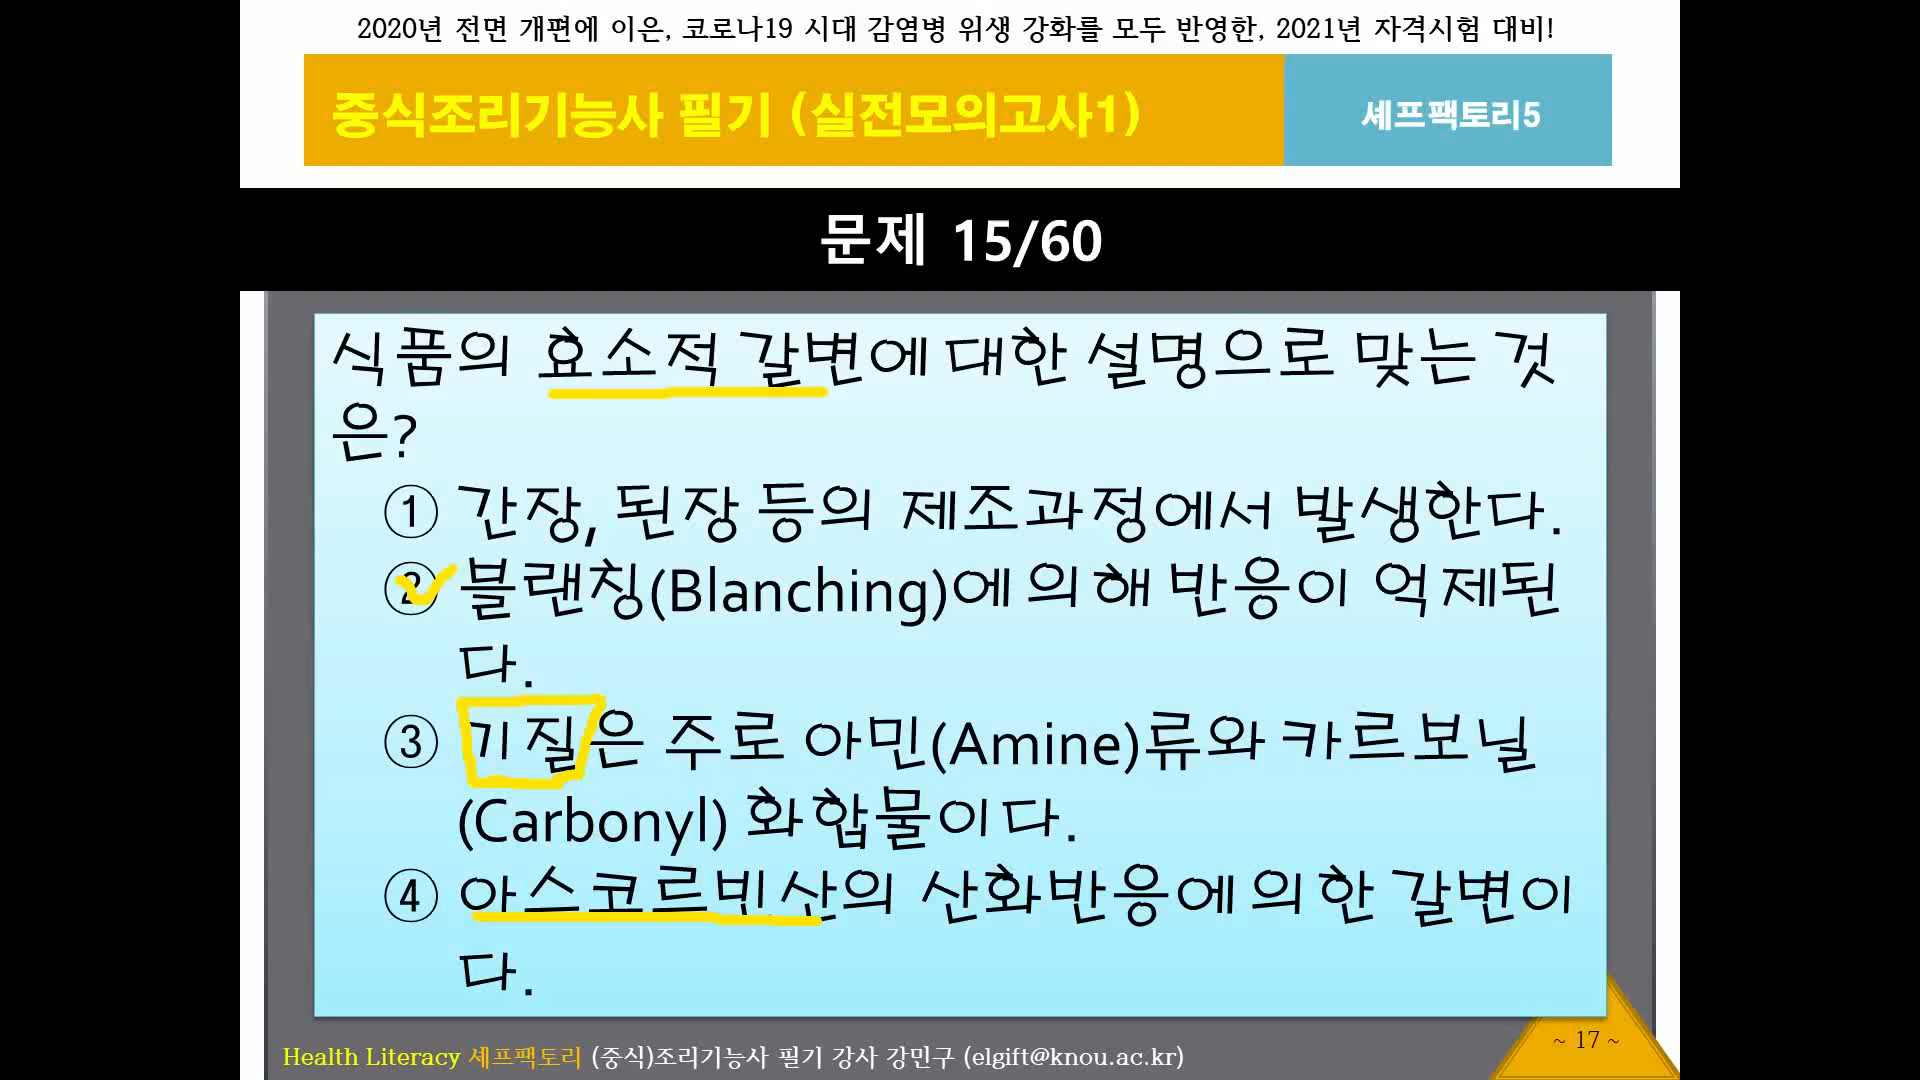 2020년 전면 개편에 이은, 코로나19 시대 감염병 위생 강화를 모두 반영한, 2021년 자격시험 대비!
중식조리기능사 필기 (실전모의고사1)
셰프팩토리5
문제 15/60
식품의 효소적 갈변에 대한 설명으로 맞는 것
은?
① 간장, 된장 등의 제조과정에서 발생한다.
② 블랜칭(Blanching)에 의해 반응이 억제된
다.
③ 기질은 주로 아민(Amine)류와 카르보닐
(Carbonyl) 화합물이다.
④ 아스코르빈산의 산화반응에 의한 갈변이
다.
~ 17 ~
Health Literacy 셰프팩토리 (중식)조리기능사 필기 강사 강민구 (elgift@knou.ac.kr)